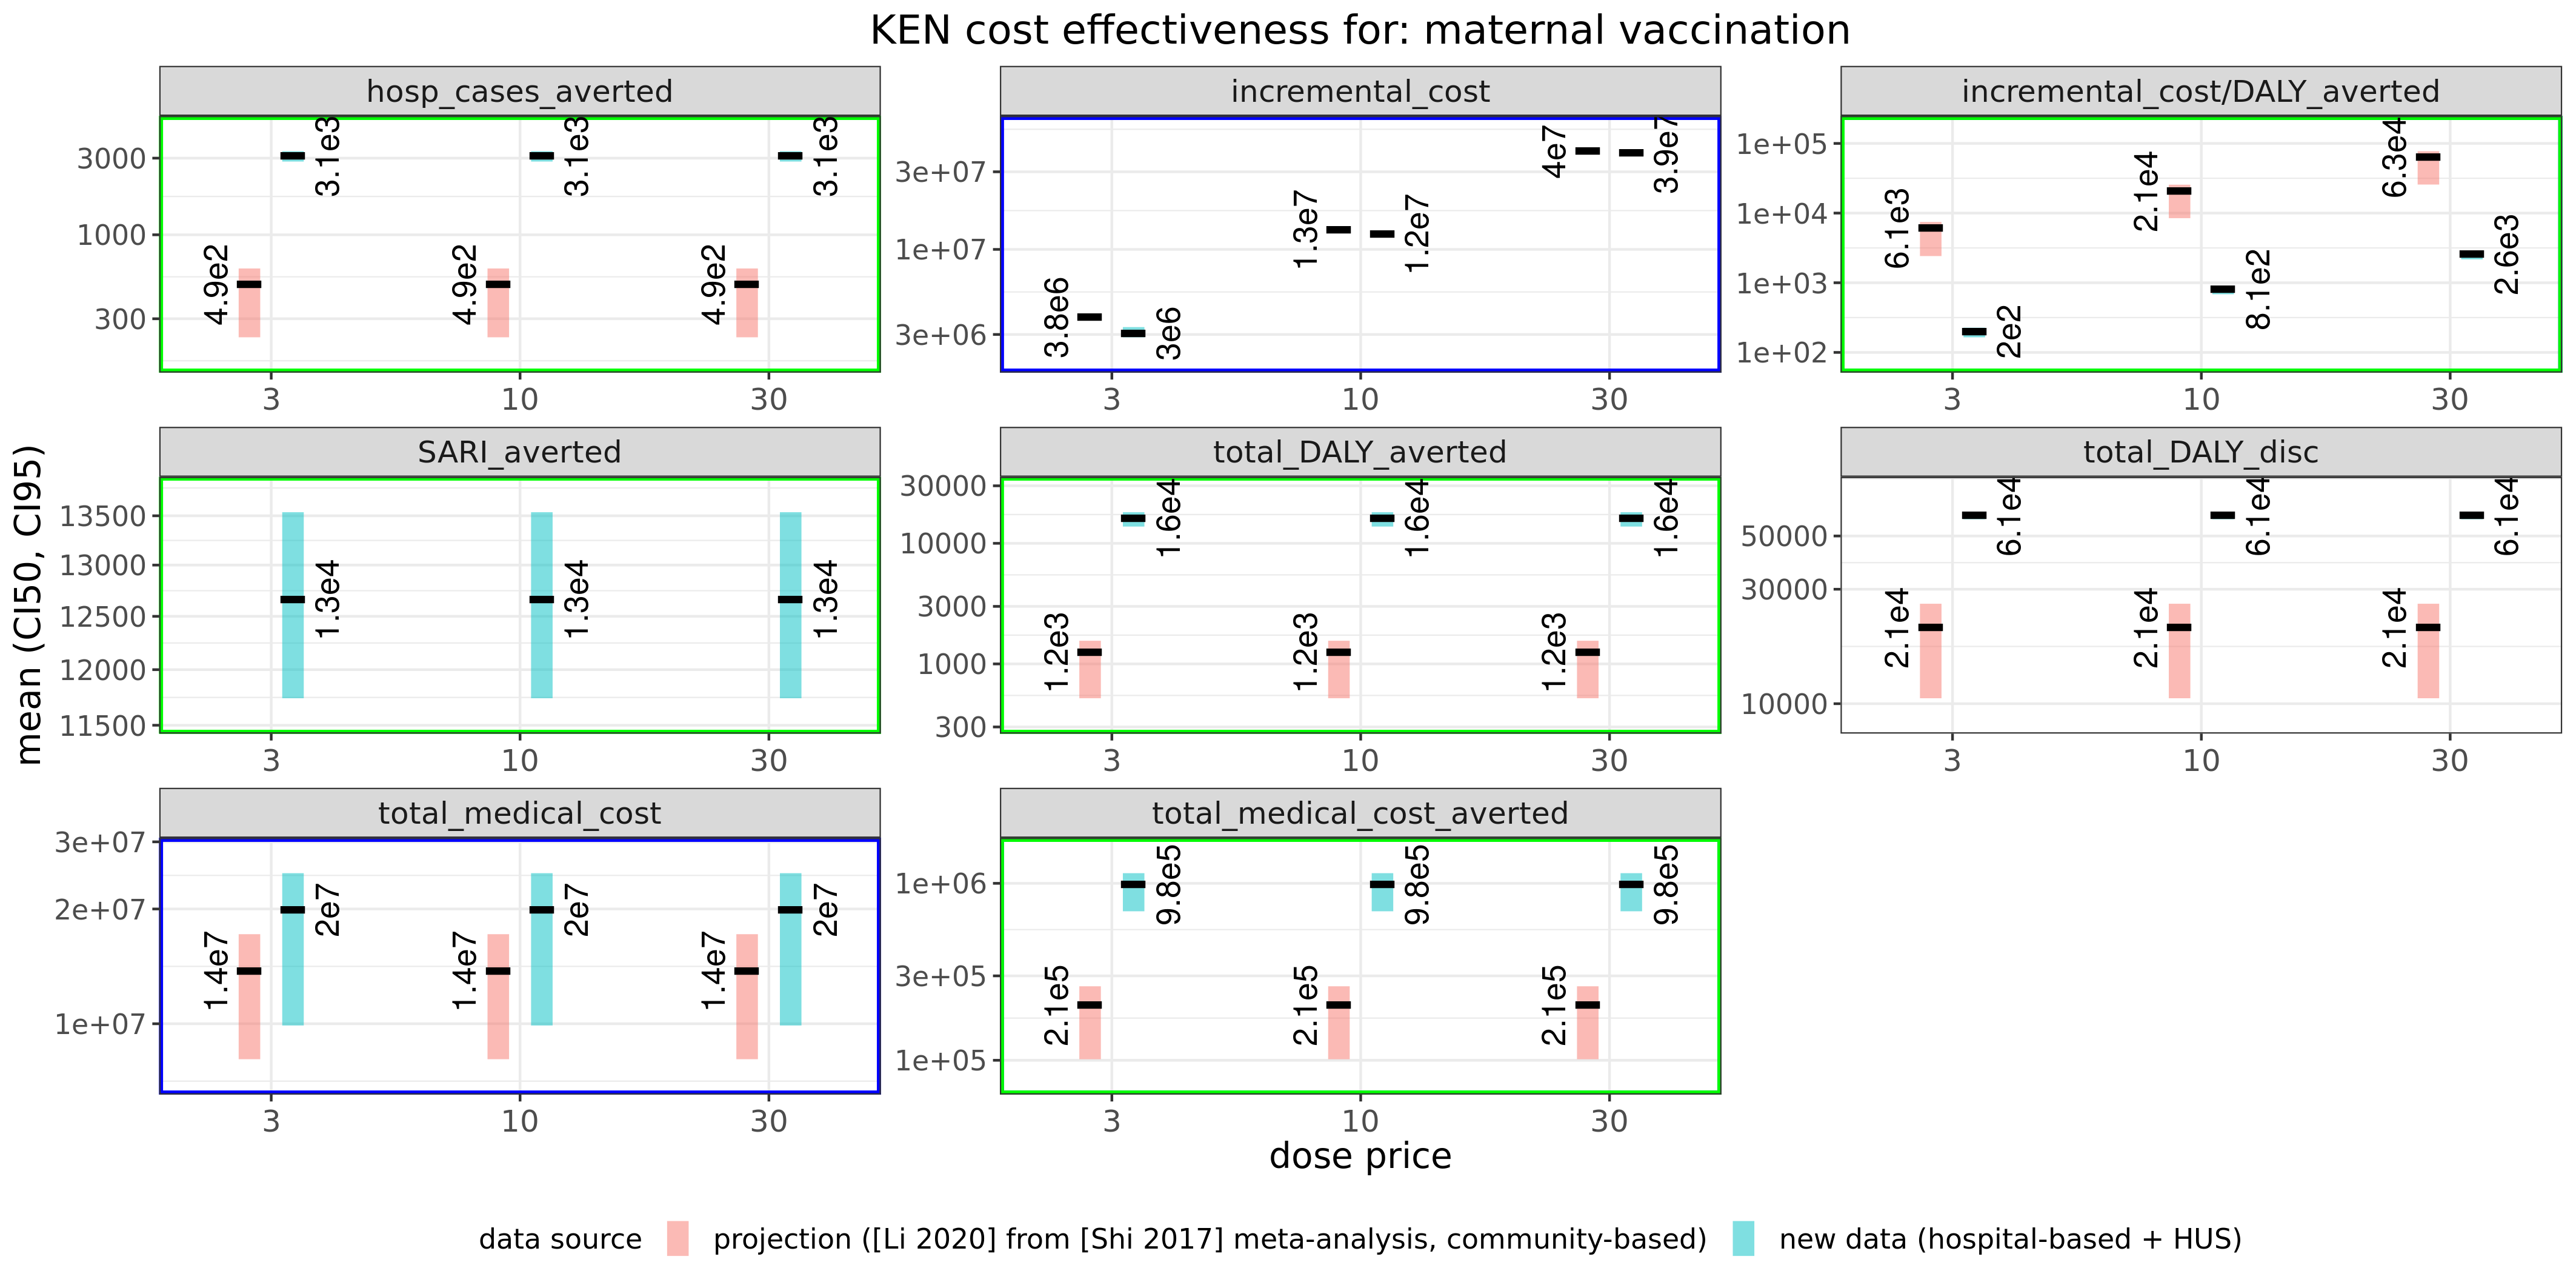 KEN cost effectiveness for: maternal vaccination
mean (CI50, CI95)
hosp_cases_averted
3000
1000
300
4.9e2
3.1e3
4.9e2
3.1e3
4.9e2
3.1e3
3
10
30
incremental_cost
3e+07
1e+07
3e+06
3.8e6
3e6
1.3e7
1.2e7
4e7
3.9e7
3
10
30
incremental_cost/DALY_averted
1e+05
1e+04
1e+03
1e+02
6.1e3
2e2
2.1e4
8.1e2
6.3e4
2.6e3
3
10
30
SARI_averted
13500
13000
12500
12000
11500
1.3e4
1.3e4
1.3e4
3
10
30
total_DALY_averted
30000
10000
3000
1000
300
1.2e3
1.6e4
1.2e3
1.6e4
1.2e3
1.6e4
3
10
30
total_DALY_disc
50000
30000
10000
2.1e4
6.1e4
2.1e4
6.1e4
2.1e4
6.1e4
3
10
30
total_medical_cost
3e+07
2e+07
1e+07
1.4e7
2e7
1.4e7
2e7
1.4e7
2e7
3
10
30
total_medical_cost_averted
1e+06
3e+05
1e+05
2.1e5
9.8e5
2.1e5
9.8e5
2.1e5
9.8e5
3
10
30
dose price
data source
projection ([Li 2020] from [Shi 2017] meta-analysis, community-based)
new data (hospital-based + HUS)